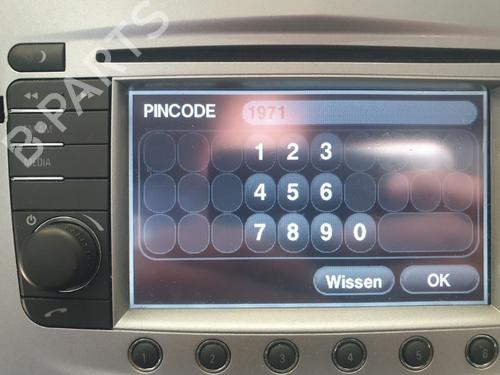 B-PARTS
PINCODE
1971
MEDIA
1 2 3
4 5 6
7 8 9 0
Wissen
OK
1 2 3 4 5 6